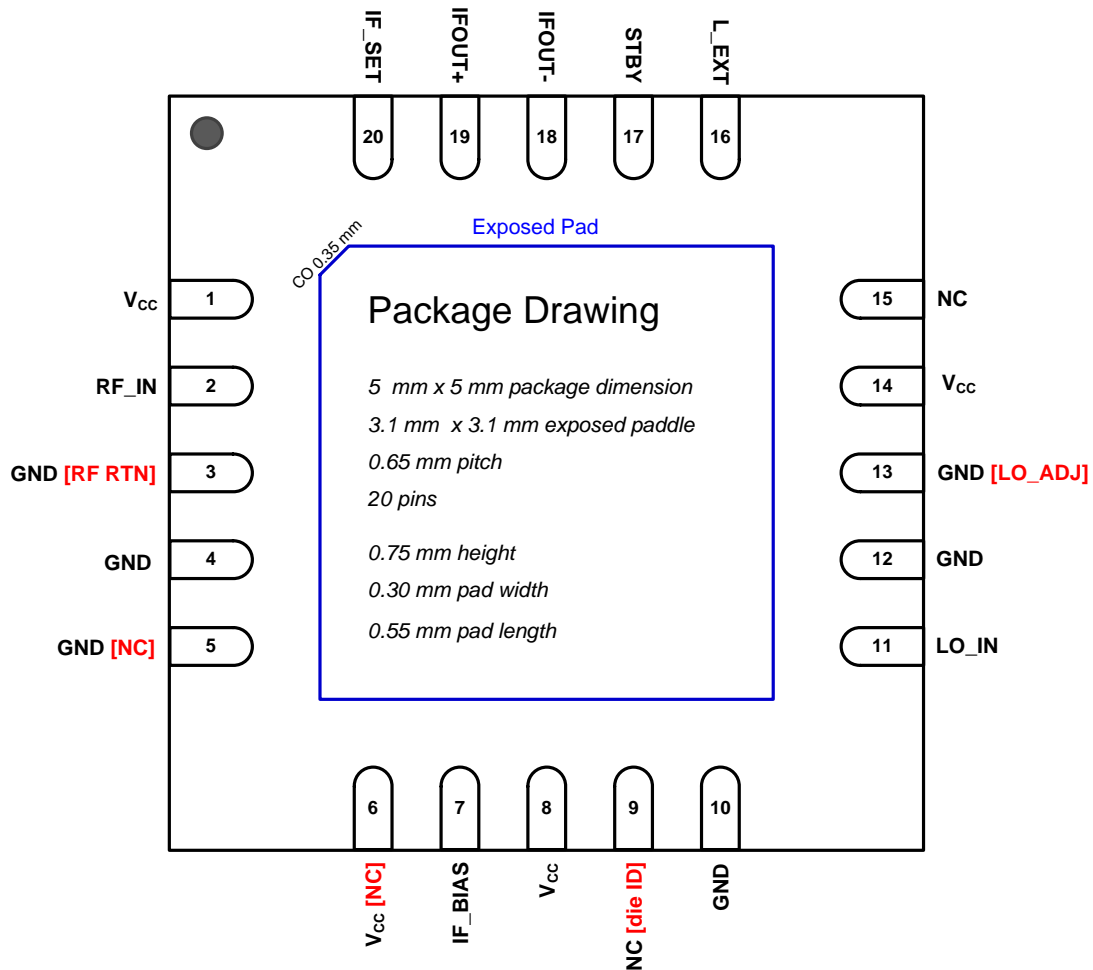 IF_SET
IFOUT+
IFOUT-
STBY
L_EXT
20
19
18
17
16
Exposed Pad
CO 0.35 mm
VCC
1
15
NC
RF_IN
2
14
VCC
GND [RF RTN]
3
13
GND [LO_ADJ]
GND
4
12
GND
GND [NC]
5
11
LO_IN
Package Drawing
5 mm x 5 mm package dimension
3.1 mm x 3.1 mm exposed paddle
0.65 mm pitch
20 pins
0.75 mm height
0.30 mm pad width
0.55 mm pad length
6
7
8
9
10
VCC [NC]
IF_BIAS
VCC
NC [die ID]
GND